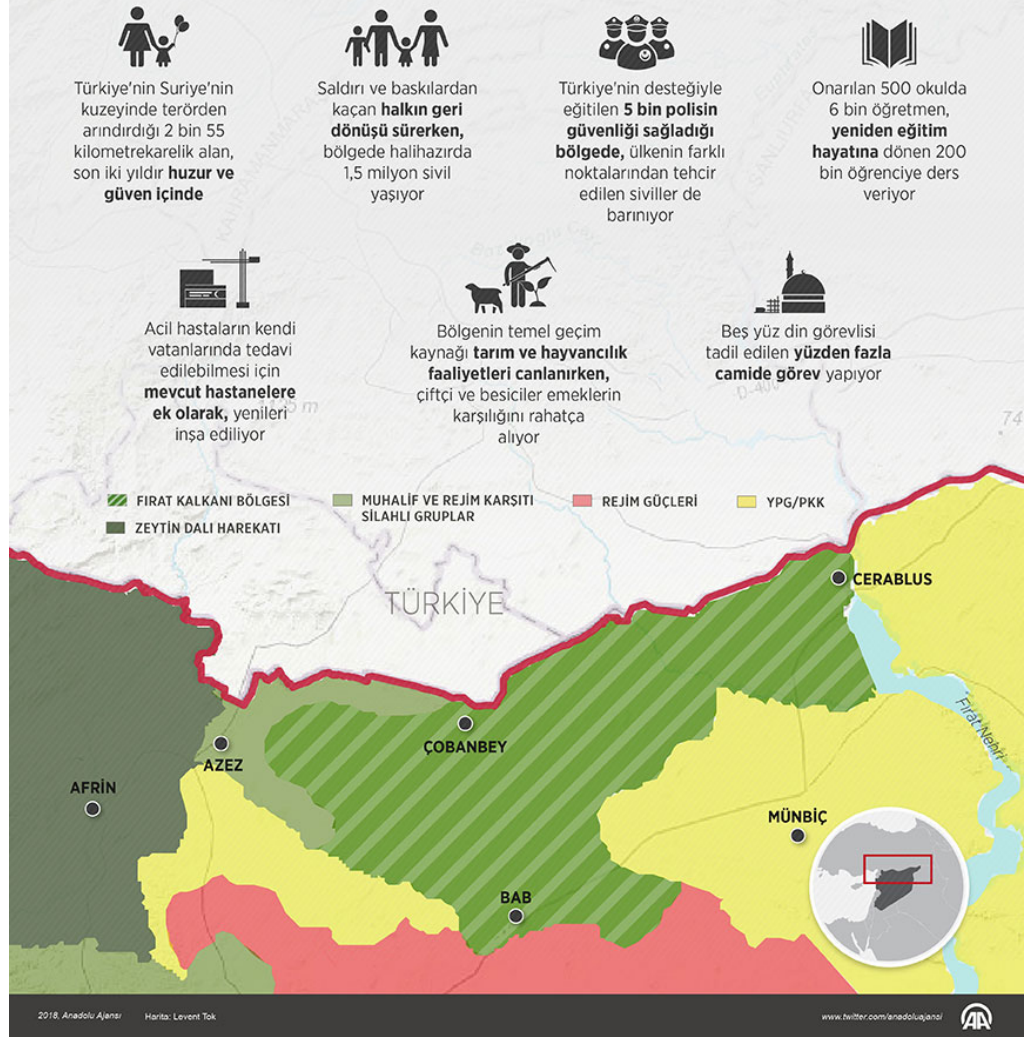 Türkiye'nin Suriye'nin
kuzeyinde terörden
arındırdığı 2 bin 55
kilometrekarelik alan,
son iki yıldır huzur ve
güven içinde
Saldırı ve baskılardan
kaçan halkın geri
dönüşü sürerken,
bölgede halihazırda
1,5 milyon sivil
yaşıyor
Türkiye'nin desteğiyle
eğitilen 5 bin polisin
güvenliği sağladığı
bölgede, ülkenin farklı
noktalarından tehcir
edilen siviller de
barınıyor
Onarılan 500 okulda
6 bin öğretmen,
yeniden eğitim
hayatına dönen 200
bin öğrenciye ders
veriyor
Acil hastaların kendi
vatanlarında tedavi
edilebilmesi için
mevcut hastanelere
ek olarak, yenileri
inşa ediliyor
Bölgenin temel geçim
kaynağı tarım ve hayvancılık
faaliyetleri canlanırken,
çiftçi ve besiciler emeklerin
karşılığını rahatça
alıyor
Beş yüz din görevlisi
tadil edilen yüzden fazla
camide görev yapıyor
KAHRAMANMARAŞ
ŞANLIURFA
D-400
74
FIRAT KALKANI BÖLGESİ
ZEYTİN DALI HAREKATI
MUHALİF VE REJİM KARŞITI
SİLAHLI GRUPLAR
REJİM GÜÇLERİ
YPG/PKK
TÜRKİYE
CERABLUS
ÇOBANBEY
AZEZ
AFRİN
Fırat Nehri
MÜNBİÇ
BAB
2018, Anadolu Ajansı
Harita: Levent Tok
www.twitter.com/anadoluajansi
AA